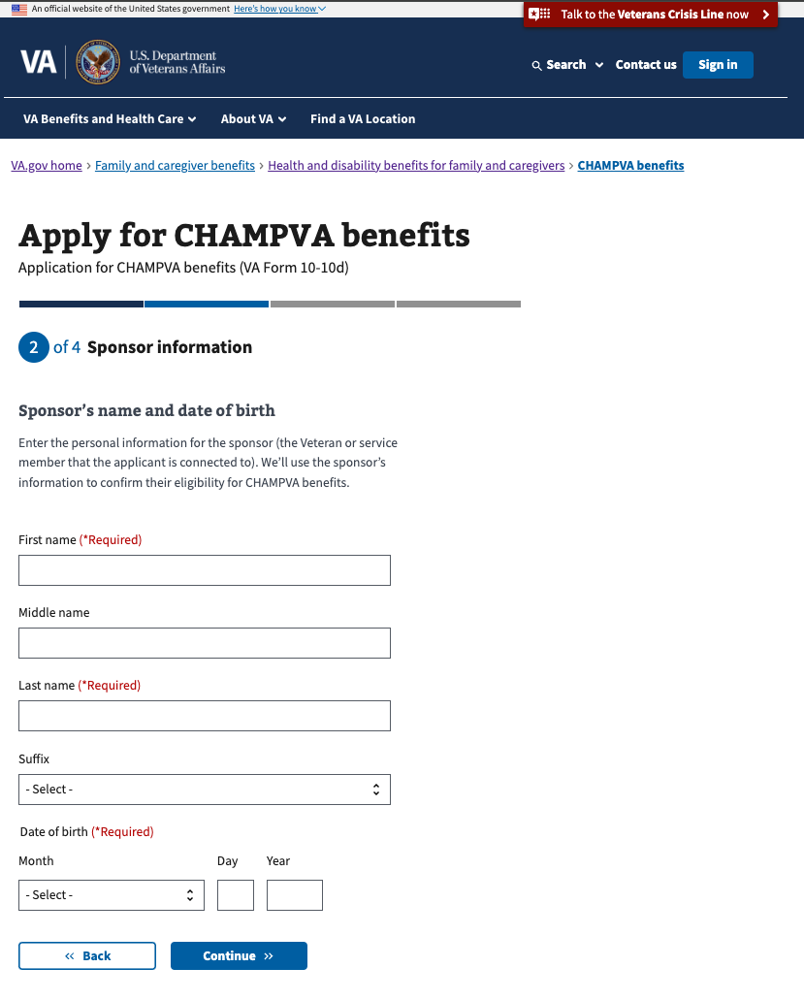 An official website of the United States government Here's how you know
Talk to the Veterans Crisis Line now
VA
U.S. Department
of Veterans Affairs
Search
Contact us
Sign in
VA Benefits and Health Care
About VA
Find a VA Location
VA.gov home › Family and caregiver benefits › Health and disability benefits for family and caregivers › CHAMPVA benefits
Apply for CHAMPVA benefits
Application for CHAMPVA benefits (VA Form 10-10d)
2 of 4 Sponsor information
Sponsor’s name and date of birth
Enter the personal information for the sponsor (the Veteran or service
member that the applicant is connected to). We’ll use the sponsor’s
information to confirm their eligibility for CHAMPVA benefits.
First name (*Required)
Middle name
Last name (*Required)
Suffix
- Select -
Date of birth (*Required)
Month Day Year
- Select -
« Back
Continue »